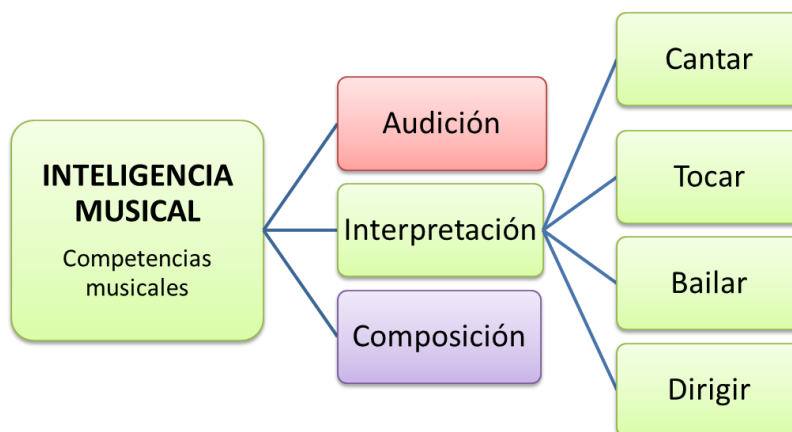 INTELIGENCIA
MUSICAL
Competencias
musicales
Audición
Interpretación
Composición
Cantar
Tocar
Bailar
Dirigir